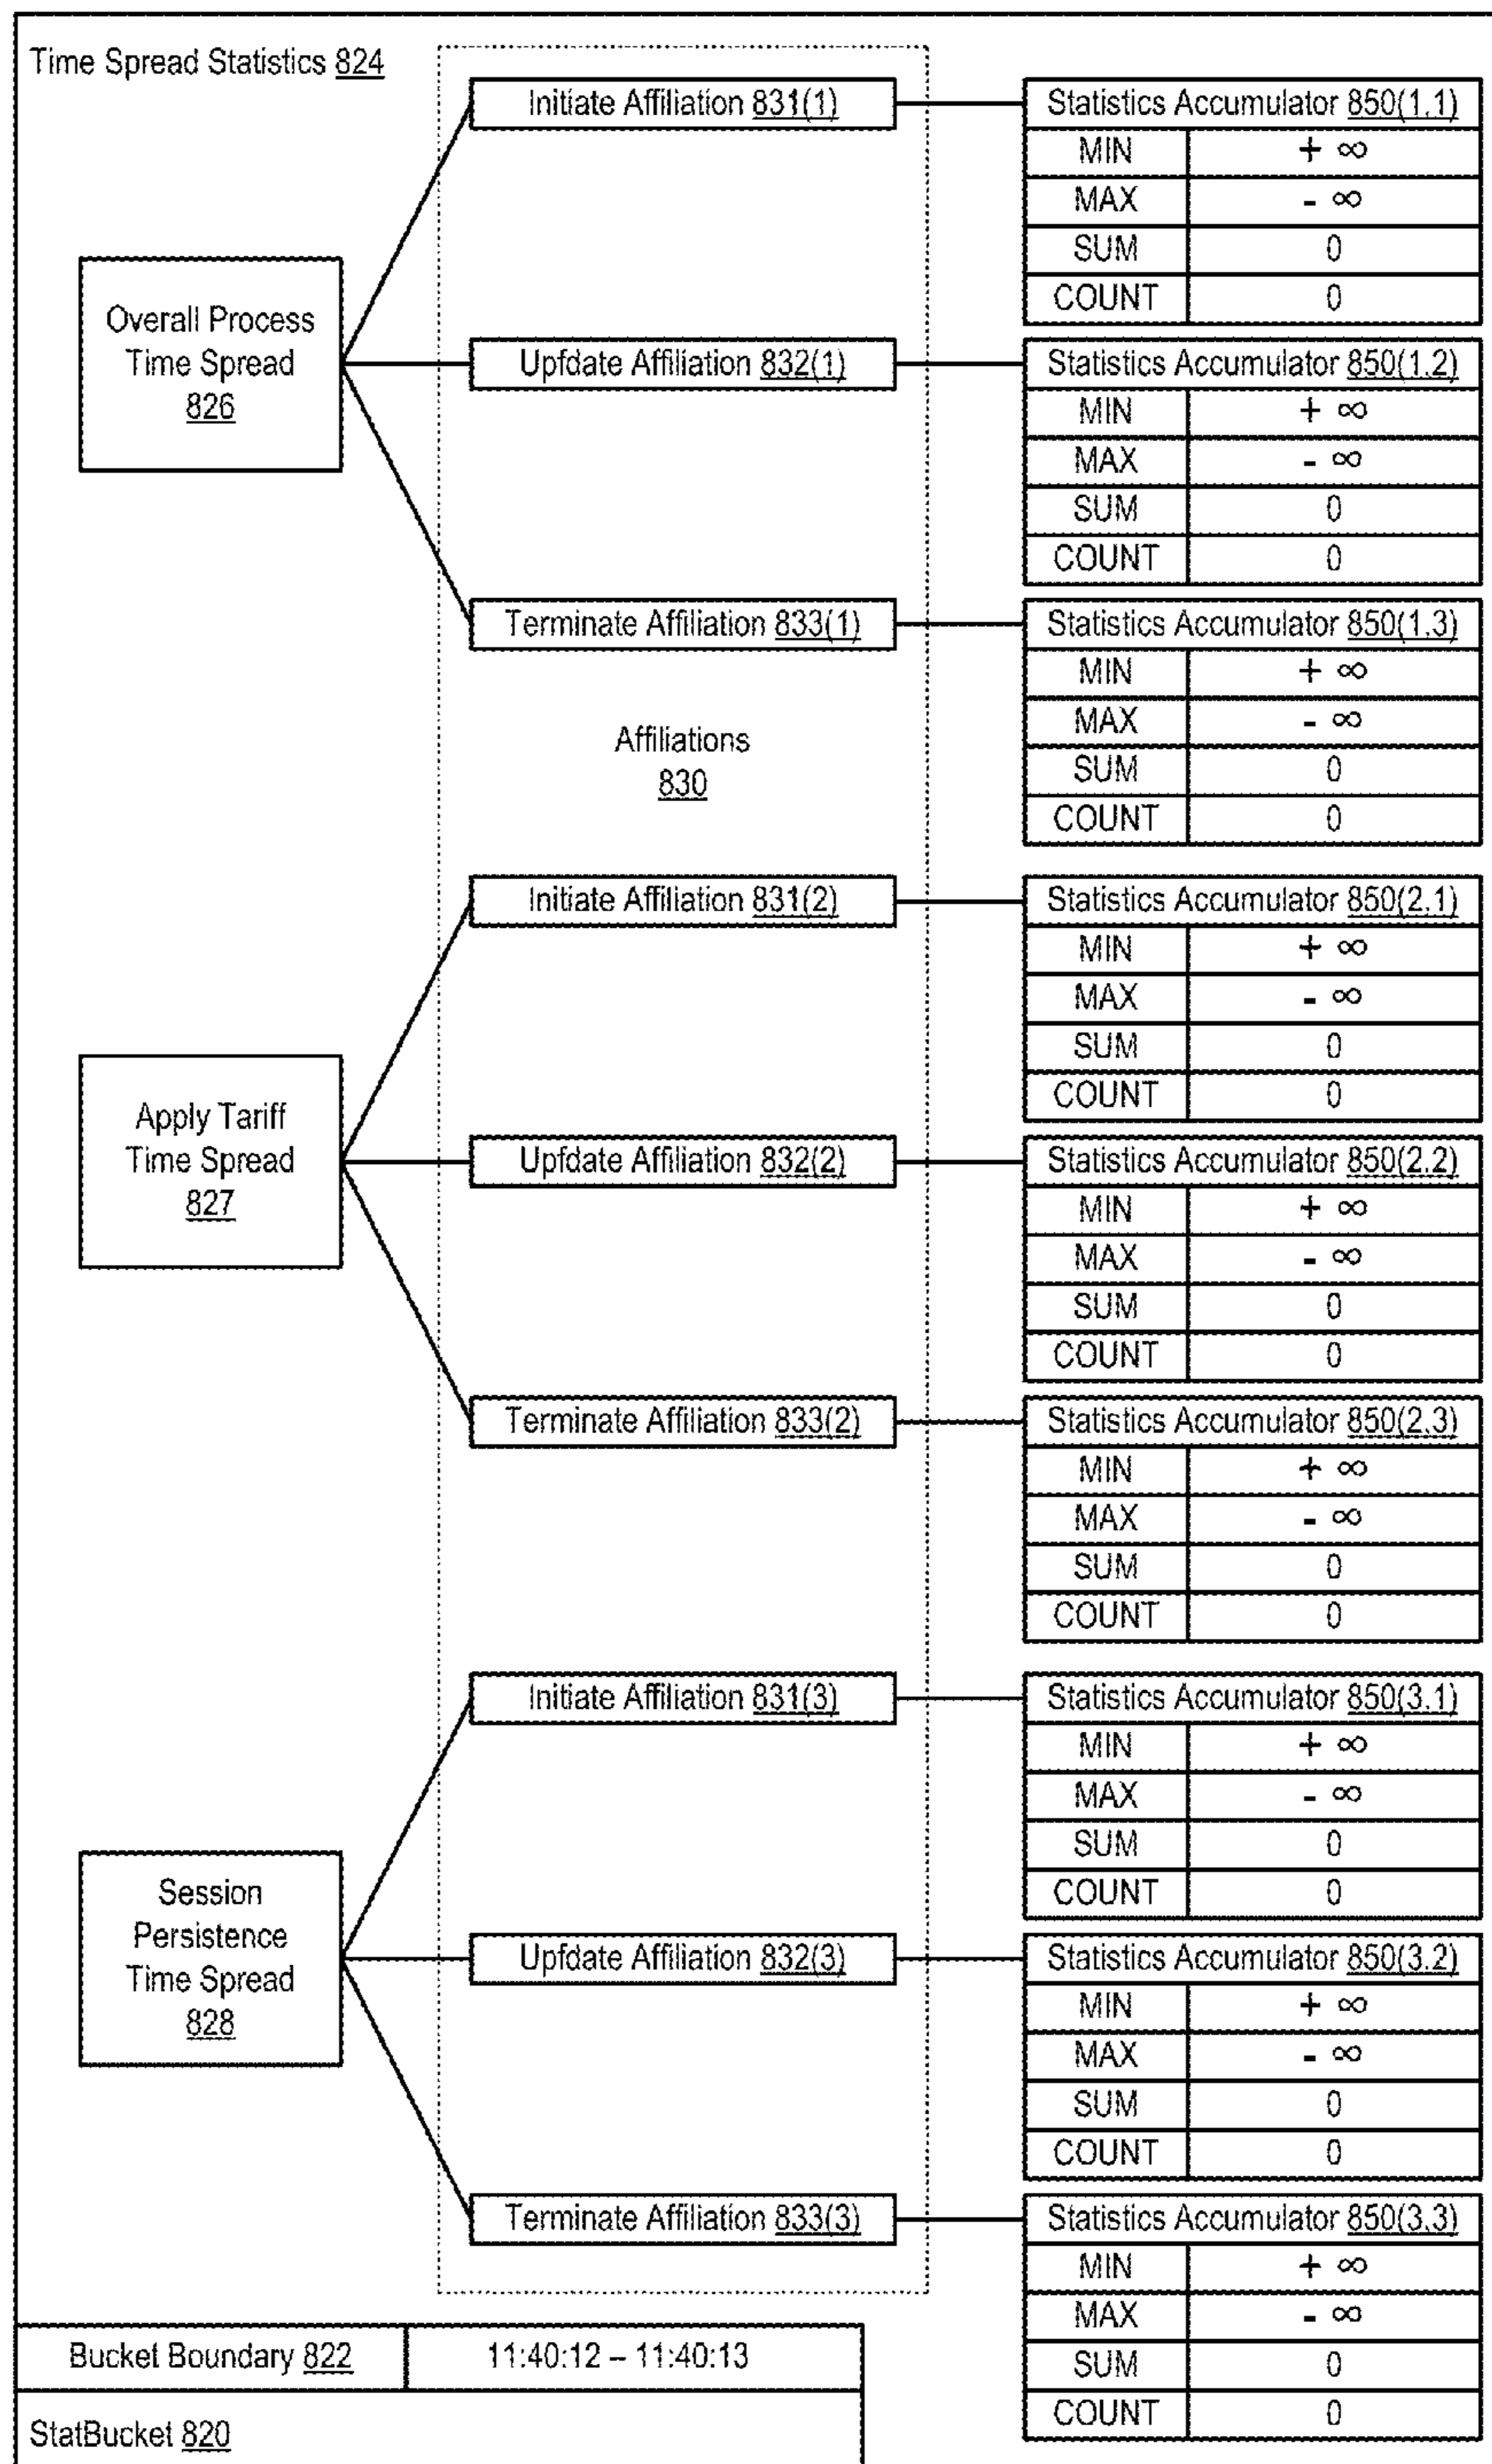 Time Spread Statistics 824
Initiate Affiliation 831(1)
Statistics Accumulator 850(1.1)
MIN + ∞
MAX - ∞
SUM 0
COUNT 0
Overall Process
Time Spread
826
Upfdate Affiliation 832(1)
Statistics Accumulator 850(1.2)
MIN + ∞
MAX - ∞
SUM 0
COUNT 0
Terminate Affiliation 833(1)
Statistics Accumulator 850(1.3)
MIN + ∞
MAX - ∞
SUM 0
COUNT 0
Affiliations
830
Initiate Affiliation 831(2)
Statistics Accumulator 850(2.1)
MIN + ∞
MAX - ∞
SUM 0
COUNT 0
Apply Tariff
Time Spread
827
Upfdate Affiliation 832(2)
Statistics Accumulator 850(2.2)
MIN + ∞
MAX - ∞
SUM 0
COUNT 0
Terminate Affiliation 833(2)
Statistics Accumulator 850(2.3)
MIN + ∞
MAX - ∞
SUM 0
COUNT 0
Initiate Affiliation 831(3)
Statistics Accumulator 850(3.1)
MIN + ∞
MAX - ∞
SUM 0
COUNT 0
Session
Persistence
Time Spread
828
Upfdate Affiliation 832(3)
Statistics Accumulator 850(3.2)
MIN + ∞
MAX - ∞
SUM 0
COUNT 0
Terminate Affiliation 833(3)
Statistics Accumulator 850(3.3)
MIN + ∞
MAX - ∞
SUM 0
COUNT 0
Bucket Boundary 822 11:40:12 – 11:40:13
StatBucket 820